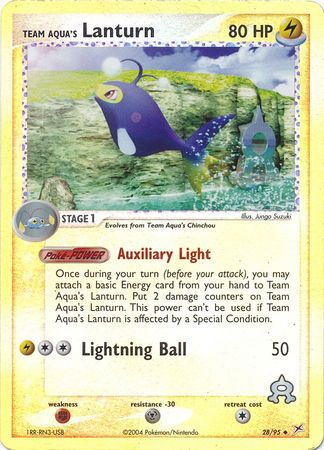 TEAM AQUA'S Lanturn 80 HP
Illus. Jungo Suzuki
STAGE 1
Evolves from Team Aqua's Chinchou
Poké-POWER Auxiliary Light
Once during your turn (before your attack), you may
attach a basic Energy card from your hand to Team
Aqua's Lanturn. Put 2 damage counters on Team
Aqua's Lanturn. This power can't be used if Team
Aqua's Lanturn is affected by a Special Condition.
Lightning Ball 50
weakness resistance -30 retreat cost
1RR-RN3-USB ©2004 Pokémon/Nintendo 28/95